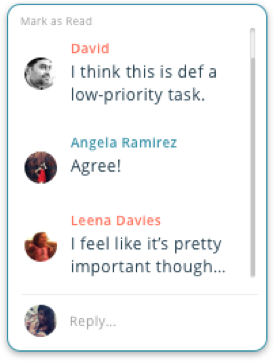 Mark as Read
David
I think this is def a
low-priority task.
Angela Ramirez
Agree!
Leena Davies
I feel like it’s pretty
important though...
Reply...